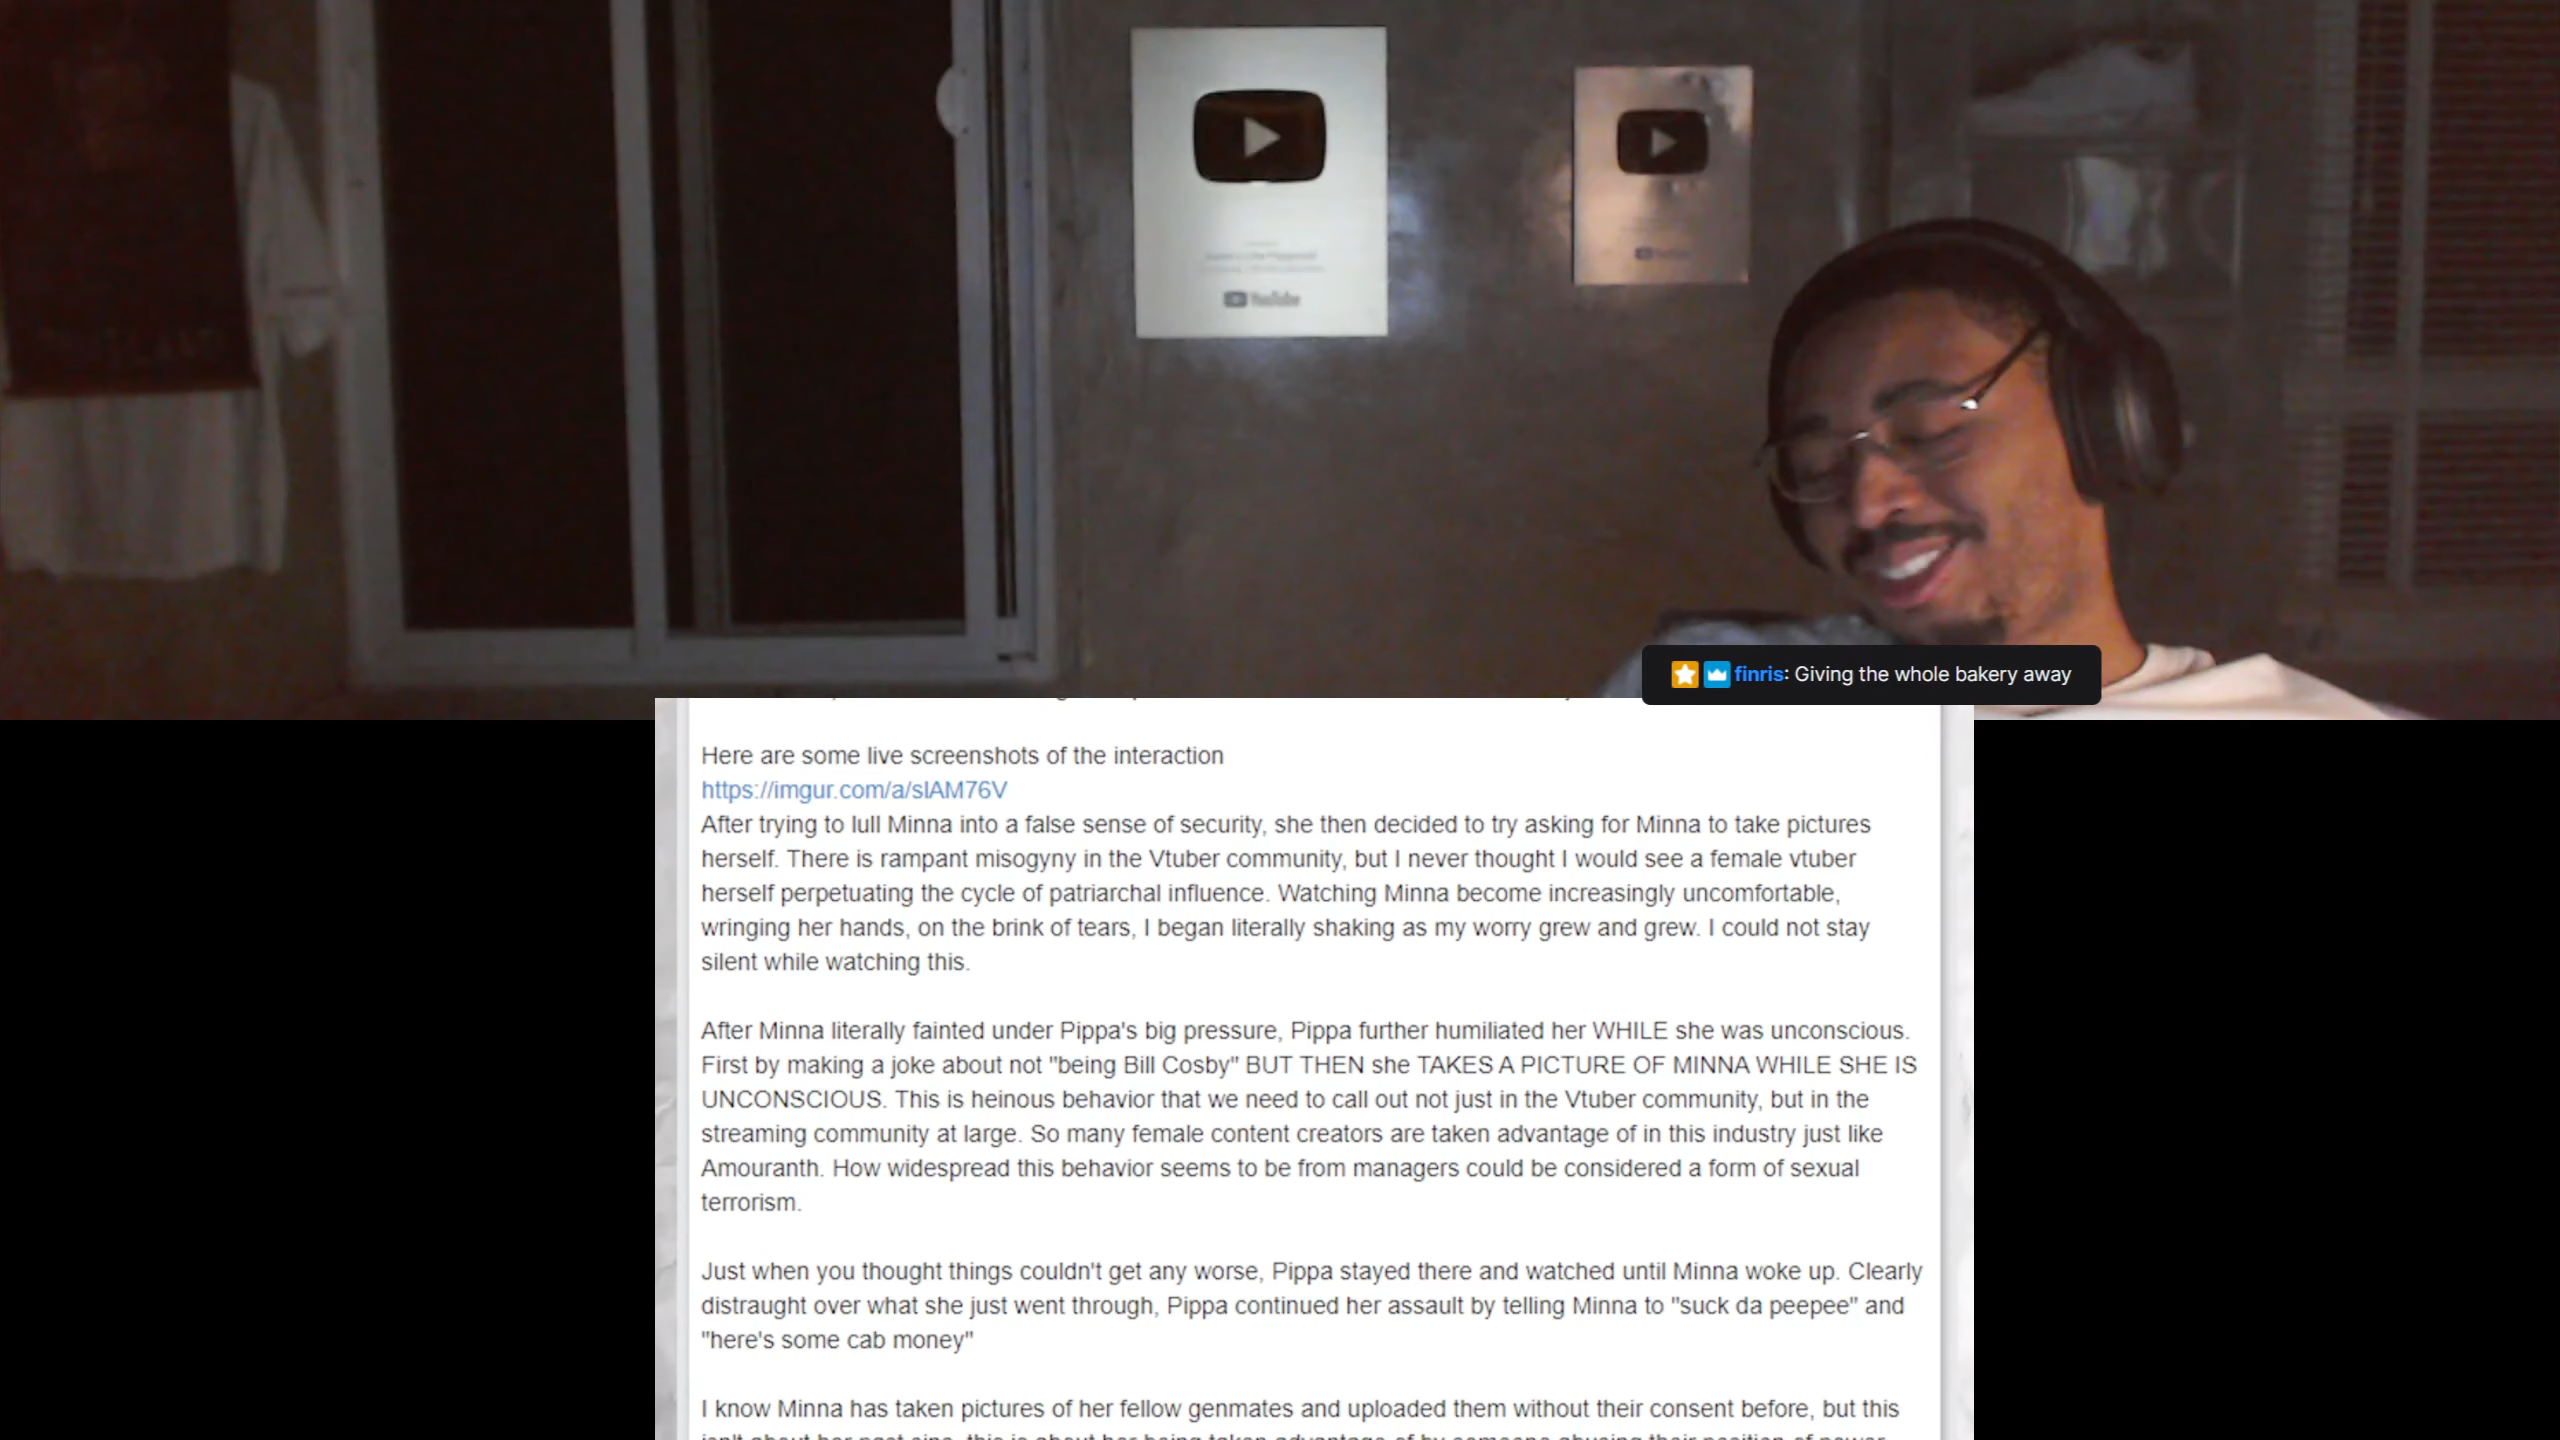 YouTube
finris: Giving the whole bakery away
Here are some live screenshots of the interaction
https://imgur.com/a/sIAM76V
After trying to lull Minna into a false sense of security, she then decided to try asking for Minna to take pictures
herself. There is rampant misogyny in the Vtuber community, but I never thought I would see a female vtuber
herself perpetuating the cycle of patriarchal influence. Watching Minna become increasingly uncomfortable,
wringing her hands, on the brink of tears, I began literally shaking as my worry grew and grew. I could not stay
silent while watching this.
After Minna literally fainted under Pippa's big pressure, Pippa further humiliated her WHILE she was unconscious.
First by making a joke about not "being Bill Cosby" BUT THEN she TAKES A PICTURE OF MINNA WHILE SHE IS
UNCONSCIOUS. This is heinous behavior that we need to call out not just in the Vtuber community, but in the
streaming community at large. So many female content creators are taken advantage of in this industry just like
Amouranth. How widespread this behavior seems to be from managers could be considered a form of sexual
terrorism.
Just when you thought things couldn't get any worse, Pippa stayed there and watched until Minna woke up. Clearly
distraught over what she just went through, Pippa continued her assault by telling Minna to "suck da peepee" and
"here's some cab money"
I know Minna has taken pictures of her fellow genmates and uploaded them without their consent before, but this